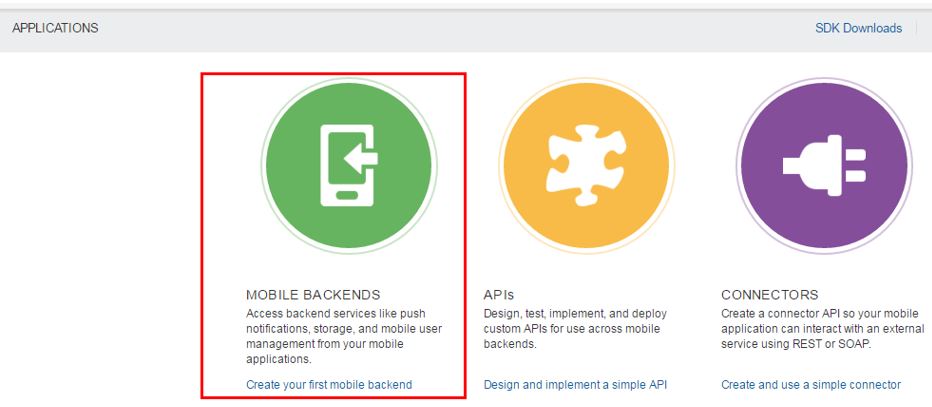 APPLICATIONS
SDK Downloads
MOBILE BACKENDS
Access backend services like push
notifications, storage, and mobile user
management from your mobile
applications.
Create your first mobile backend
APIs
Design, test, implement, and deploy
custom APIs for use across mobile
backends.
Design and implement a simple API
CONNECTORS
Create a connector API so your mobile
application can interact with an external
service using REST or SOAP.
Create and use a simple connector